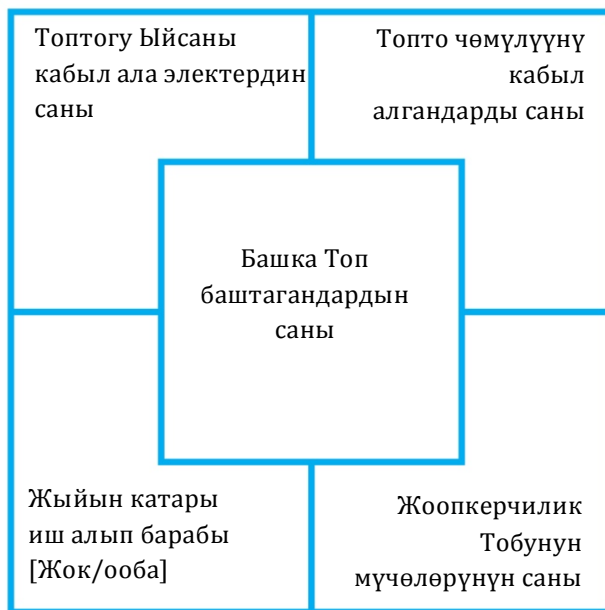 Топтогу Ыйсаны
кабыл ала электердин
саны
Топто чөмүлүүнү
кабыл
алгандарды саны
Башка Топ
баштагандардын
саны
Жыйын катары
иш алып барабы
[Жок/ооба]
Жоопкерчилик
Тобунун
мүчөлөрүнүн саны